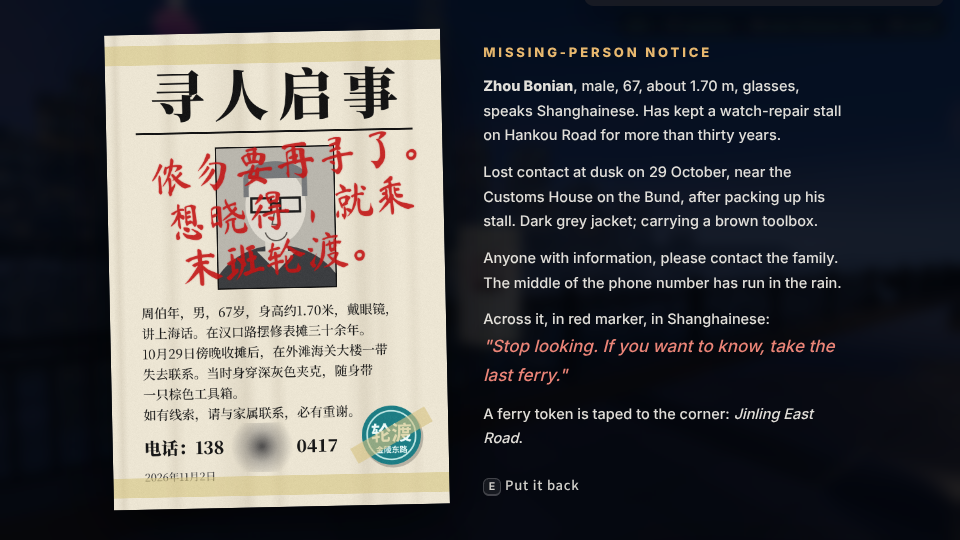 寻人启事
侬勿要再寻了。
想晓得，就乘
末班轮渡。
周伯年，男，67岁，身高约1.70米，戴眼镜，
讲上海话。在汉口路摆修表摊三十余年。
10月29日傍晚收摊后，在外滩海关大楼一带
失去联系。当时身穿深灰色夹克，随身带
一只棕色工具箱。
如有线索，请与家属联系，必有重谢。
电话：138 0417
轮渡
金陵东路
2026年11月2日
MISSING-PERSON NOTICE
Zhou Bonian, male, 67, about 1.70 m, glasses,
speaks Shanghainese. Has kept a watch-repair stall
on Hankou Road for more than thirty years.
Lost contact at dusk on 29 October, near the
Customs House on the Bund, after packing up his
stall. Dark grey jacket; carrying a brown toolbox.
Anyone with information, please contact the family.
The middle of the phone number has run in the rain.
Across it, in red marker, in Shanghainese:
"Stop looking. If you want to know, take the
last ferry."
A ferry token is taped to the corner: Jinling East
Road.
E Put it back